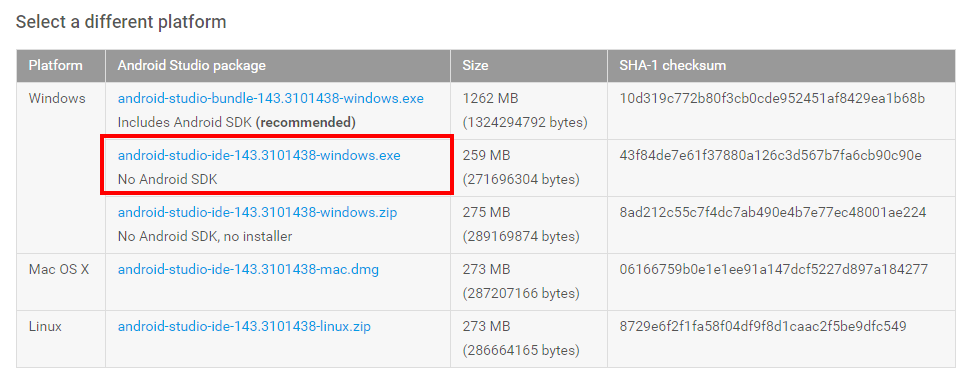 Select a different platform
Platform Android Studio package Size SHA-1 checksum
Windows android-studio-bundle-143.3101438-windows.exe 1262 MB 10d319c772b80f3cb0cde952451af8429ea1b68b
Includes Android SDK (recommended) (1324294792 bytes)
android-studio-ide-143.3101438-windows.exe 259 MB 43f84de7e61f37880a126c3d567b7fa6cb90c90e
No Android SDK (271696304 bytes)
android-studio-ide-143.3101438-windows.zip 275 MB 8ad212c55c7f4dc7ab490e4b7e77ec48001ae224
No Android SDK, no installer (289169874 bytes)
Mac OS X android-studio-ide-143.3101438-mac.dmg 273 MB 06166759b0e1e1ee91a147dcf5227d897a184277
(287207166 bytes)
Linux android-studio-ide-143.3101438-linux.zip 273 MB 8729e6f2f1fa58f04df9f8d1caac2f5be9dfc549
(286664165 bytes)